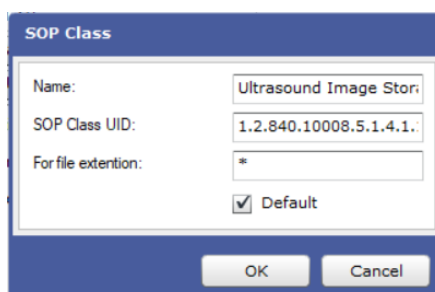 SOP Class
Name: Ultrasound Image Stor
SOP Class UID: 1.2.840.10008.5.1.4.1.
For file extention: *
Default
OK Cancel